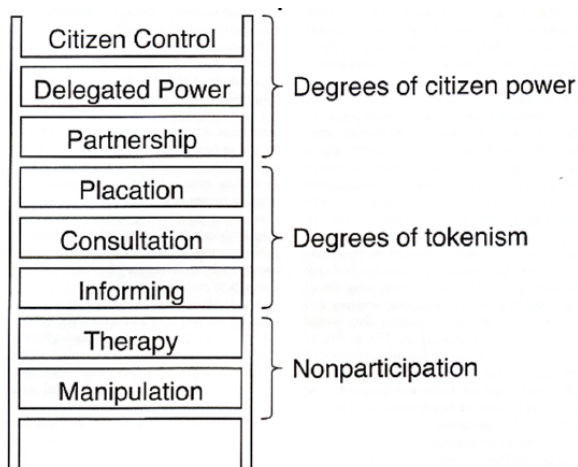 Citizen Control
Delegated Power
Degrees of citizen power
Partnership
Placation
Consultation
Degrees of tokenism
Informing
Therapy
Nonparticipation
Manipulation